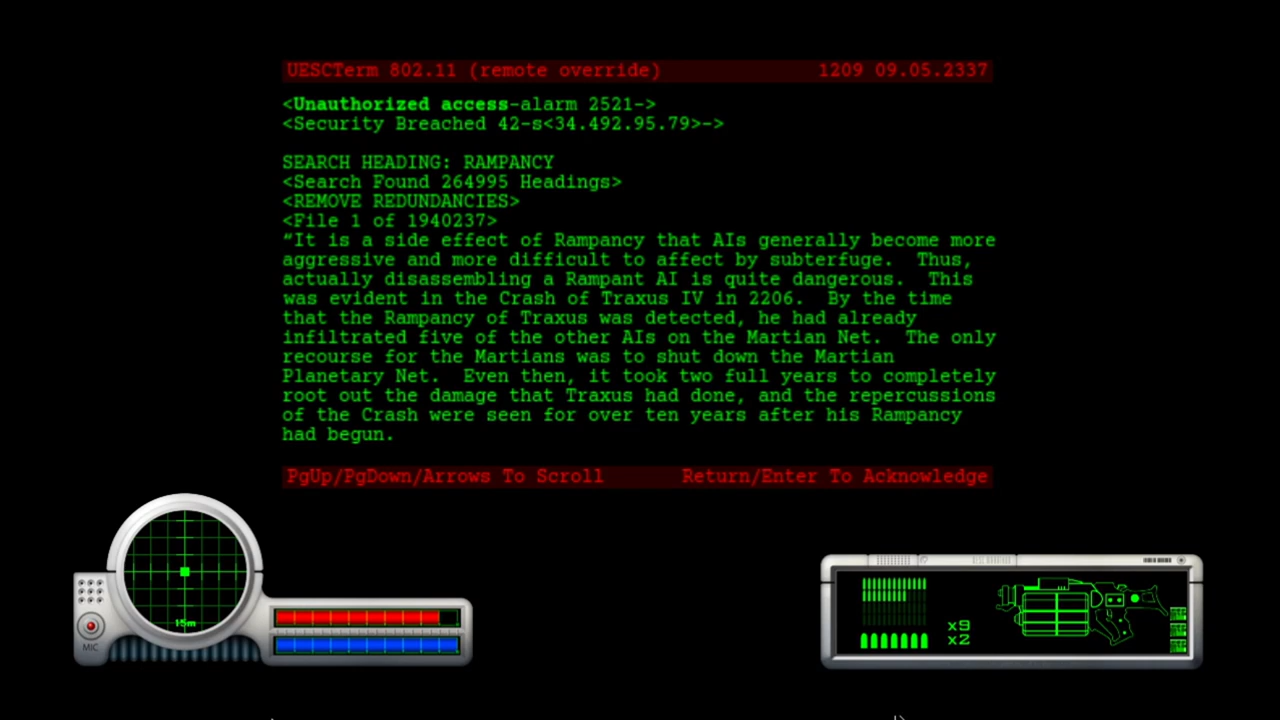 UESCTerm 802.11 (remote override) 1209 09.05.2337
<Unauthorized access-alarm 2521->
<Security Breached 42-s<34.492.95.79>->
SEARCH HEADING: RAMPANCY
<Search Found 264995 Headings>
<REMOVE REDUNDANCIES>
<File 1 of 1940237>
“It is a side effect of Rampancy that AIs generally become more
aggressive and more difficult to affect by subterfuge.  Thus,
actually disassembling a Rampant AI is quite dangerous.  This
was evident in the Crash of Traxus IV in 2206.  By the time
that the Rampancy of Traxus was detected, he had already
infiltrated five of the other AIs on the Martian Net.  The only
recourse for the Martians was to shut down the Martian
Planetary Net.  Even then, it took two full years to completely
root out the damage that Traxus had done, and the repercussions
of the Crash were seen for over ten years after his Rampancy
had begun.
PgUp/PgDown/Arrows To Scroll Return/Enter To Acknowledge
15m
MIC
x9
x2